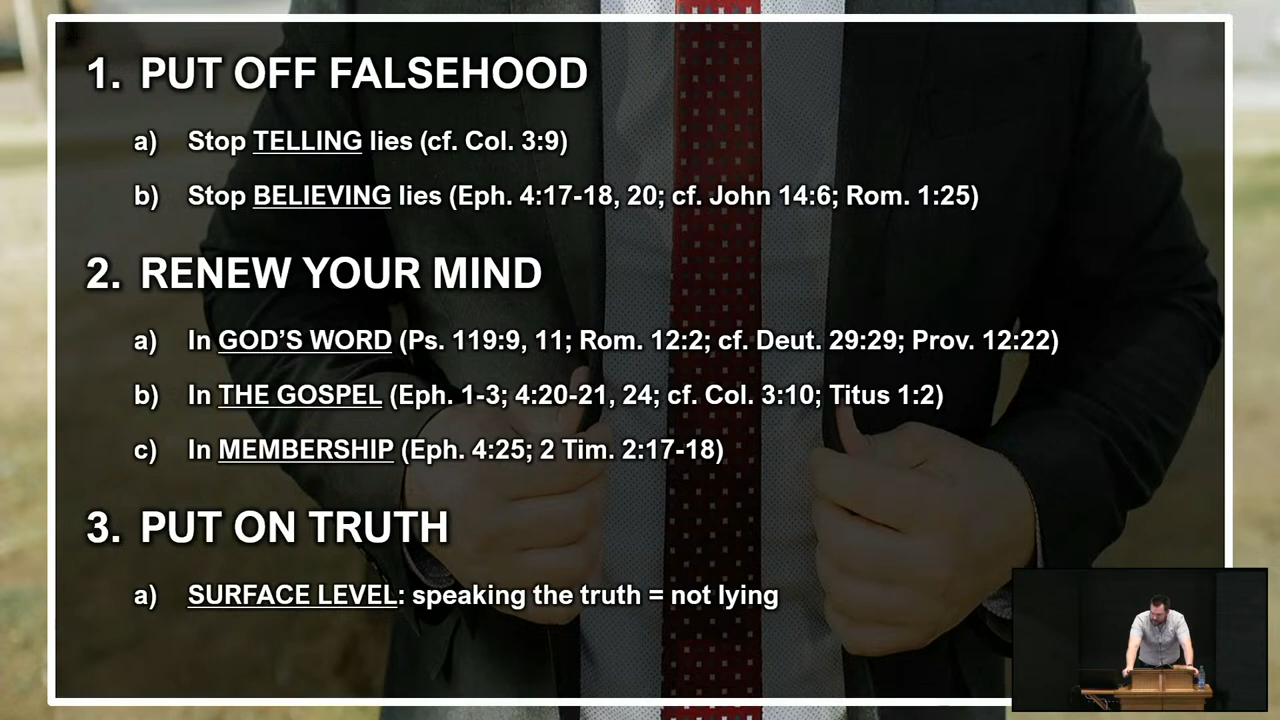 1. PUT OFF FALSEHOOD
a) Stop TELLING lies (cf. Col. 3:9)
b) Stop BELIEVING lies (Eph. 4:17-18, 20; cf. John 14:6; Rom. 1:25)
2. RENEW YOUR MIND
a) In GOD’S WORD (Ps. 119:9, 11; Rom. 12:2; cf. Deut. 29:29; Prov. 12:22)
b) In THE GOSPEL (Eph. 1-3; 4:20-21, 24; cf. Col. 3:10; Titus 1:2)
c) In MEMBERSHIP (Eph. 4:25; 2 Tim. 2:17-18)
3. PUT ON TRUTH
a) SURFACE LEVEL: speaking the truth = not lying